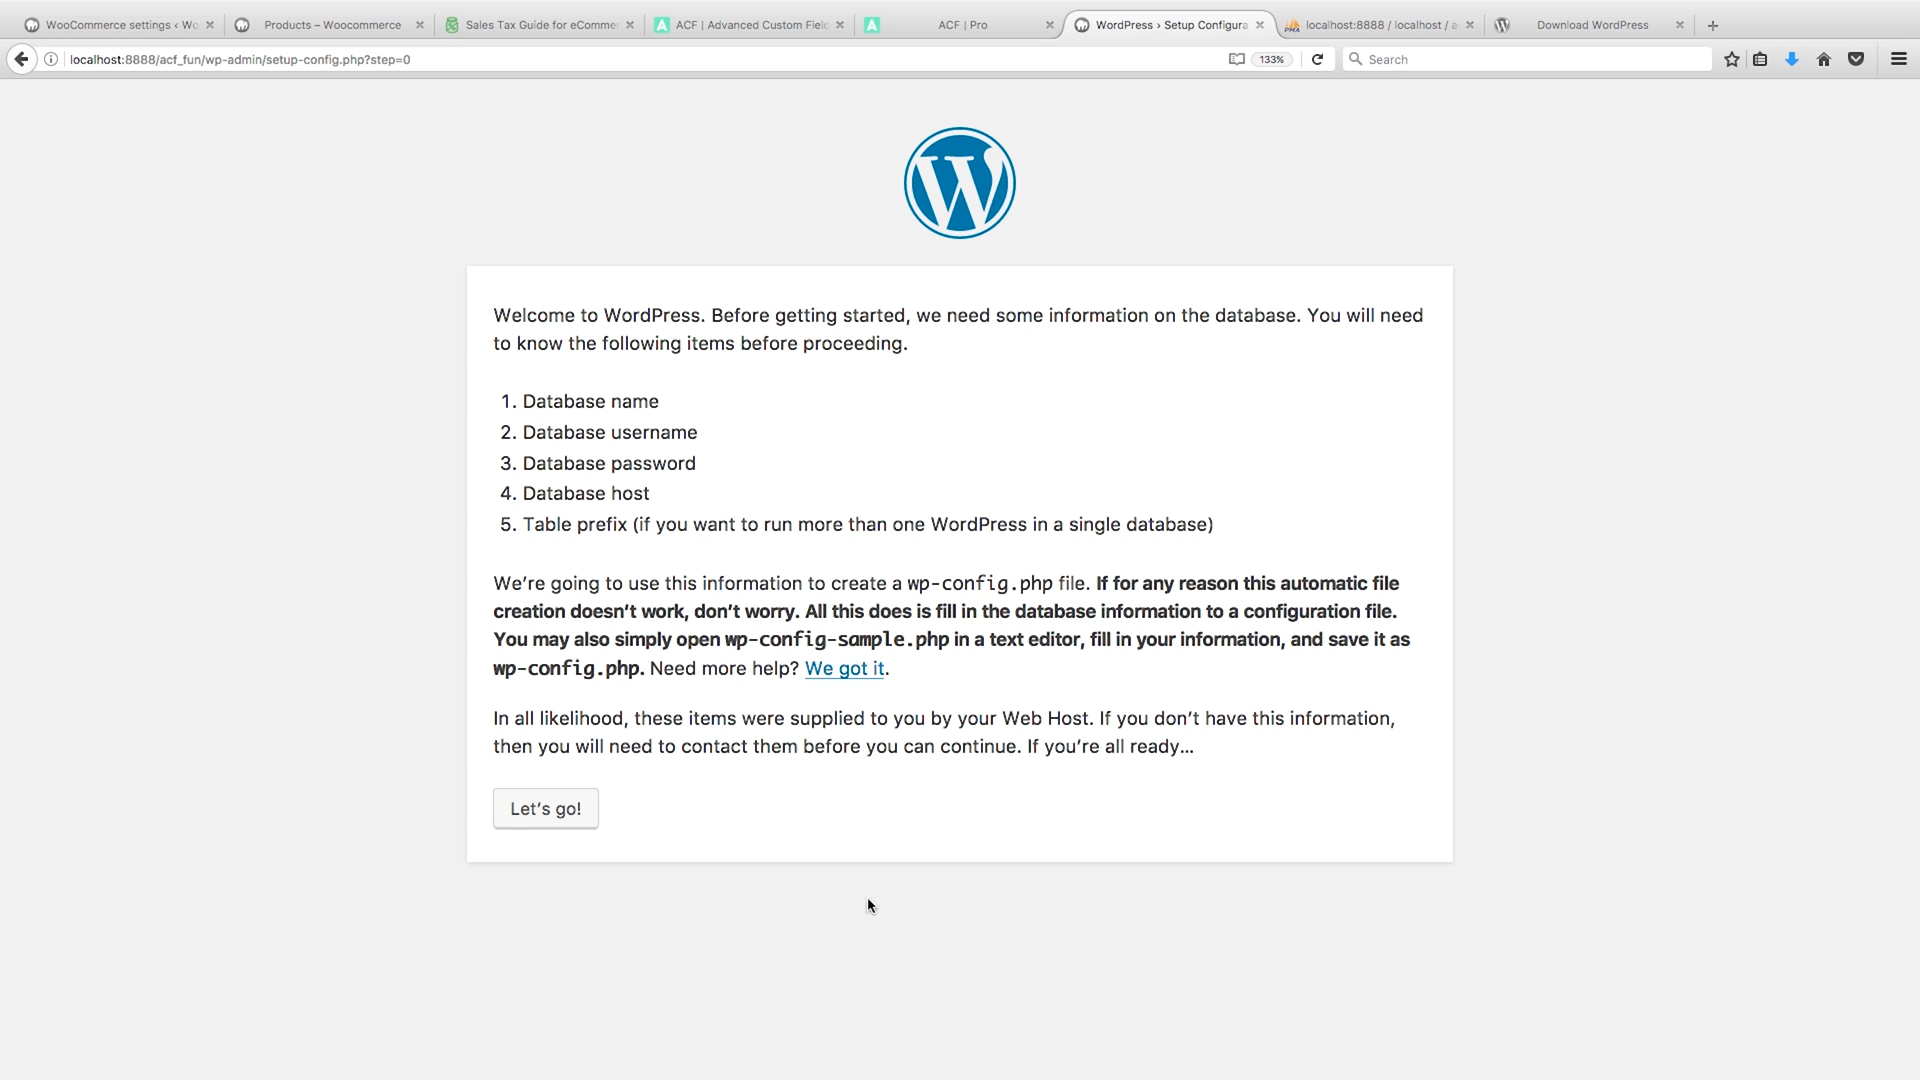 WooCommerce settings ‹ Wo
Products – Woocommerce
Sales Tax Guide for eComme
ACF | Advanced Custom Fiel
ACF | Pro
WordPress › Setup Configura
localhost:8888 / localhost / a
Download WordPress
localhost:8888/acf_fun/wp-admin/setup-config.php?step=0
133%
Search
Welcome to WordPress. Before getting started, we need some information on the database. You will need
to know the following items before proceeding.
1. Database name
2. Database username
3. Database password
4. Database host
5. Table prefix (if you want to run more than one WordPress in a single database)
We’re going to use this information to create a wp-config.php file. If for any reason this automatic file
creation doesn’t work, don’t worry. All this does is fill in the database information to a configuration file.
You may also simply open wp-config-sample.php in a text editor, fill in your information, and save it as
wp-config.php. Need more help? We got it.
In all likelihood, these items were supplied to you by your Web Host. If you don’t have this information,
then you will need to contact them before you can continue. If you’re all ready…
Let’s go!